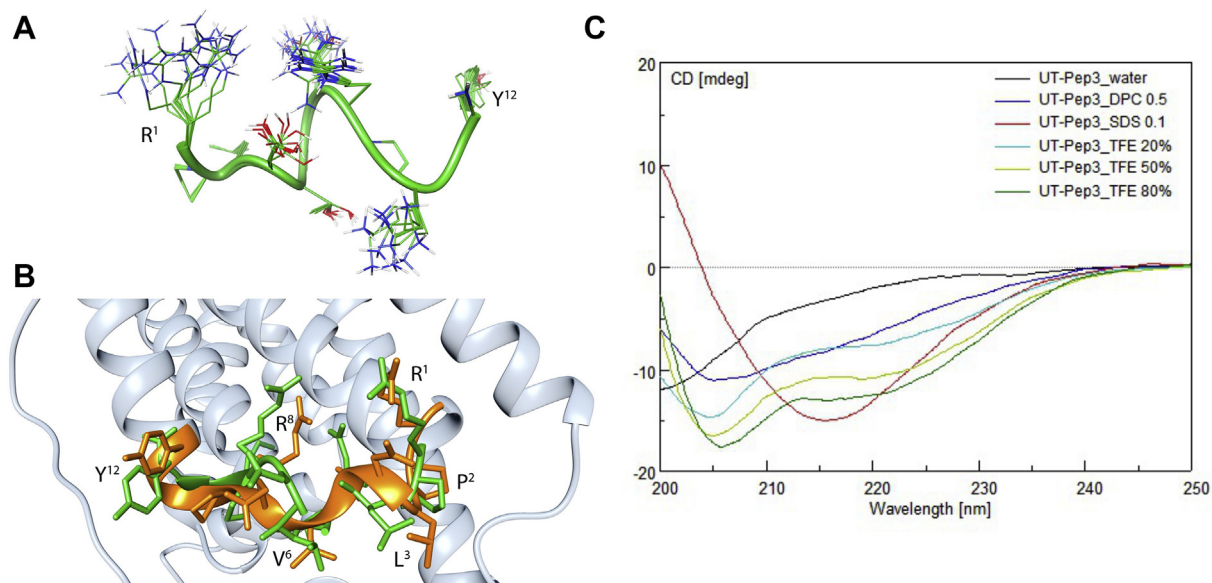 A
R¹
Y¹²
B
R¹
R⁸
Y¹²
P²
V⁶
L³
C
20
CD [mdeg]
UT-Pep3_water
UT-Pep3_DPC 0.5
UT-Pep3_SDS 0.1
UT-Pep3_TFE 20%
UT-Pep3_TFE 50%
UT-Pep3_TFE 80%
10
0
-10
-20
200 210 220 230 240 250
Wavelength [nm]